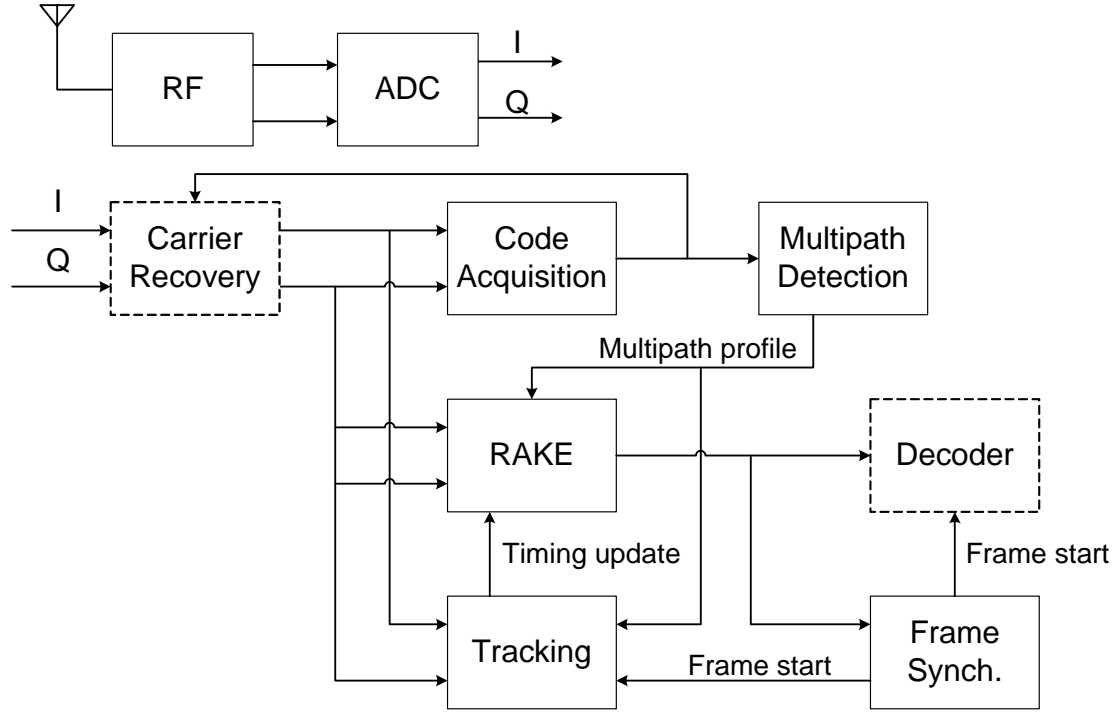 RF
ADC
I
Q
I
Q
Carrier
Recovery
Code
Acquisition
Multipath
Detection
Multipath profile
RAKE
Decoder
Timing update
Frame start
Tracking
Frame start
Frame
Synch.